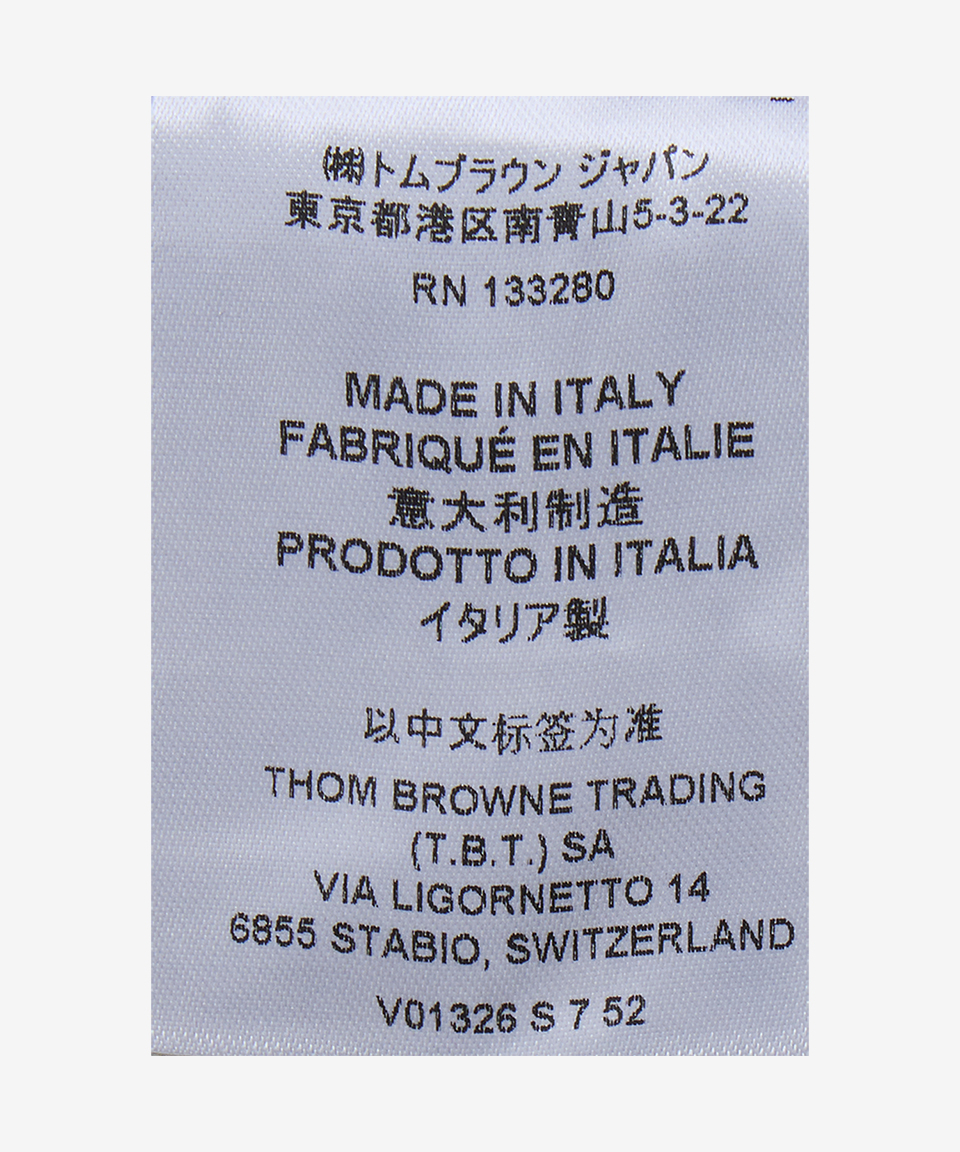 ㈱トムブラウン ジャパン
東京都港区南青山5-3-22
RN 133280
MADE IN ITALY
FABRIQUÉ EN ITALIE
意大利制造
PRODOTTO IN ITALIA
イタリア製
以中文标签为准
THOM BROWNE TRADING
(T.B.T.) SA
VIA LIGORNETTO 14
6855 STABIO, SWITZERLAND
V01326 S 7 52